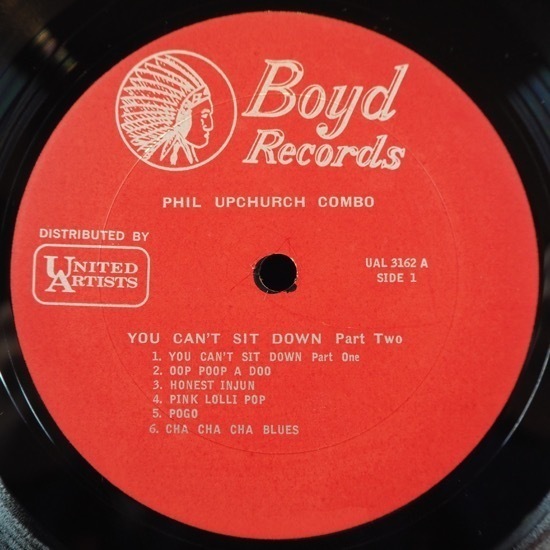 Boyd
Records
PHIL UPCHURCH COMBO
DISTRIBUTED BY
UNITED
ARTISTS
UAL 3162 A
SIDE 1
YOU CAN'T SIT DOWN Part Two
1. YOU CAN'T SIT DOWN Part One
2. OOP POOP A DOO
3. HONEST INJUN
4. PINK LOLLI POP
5. POGO
6. CHA CHA CHA BLUES